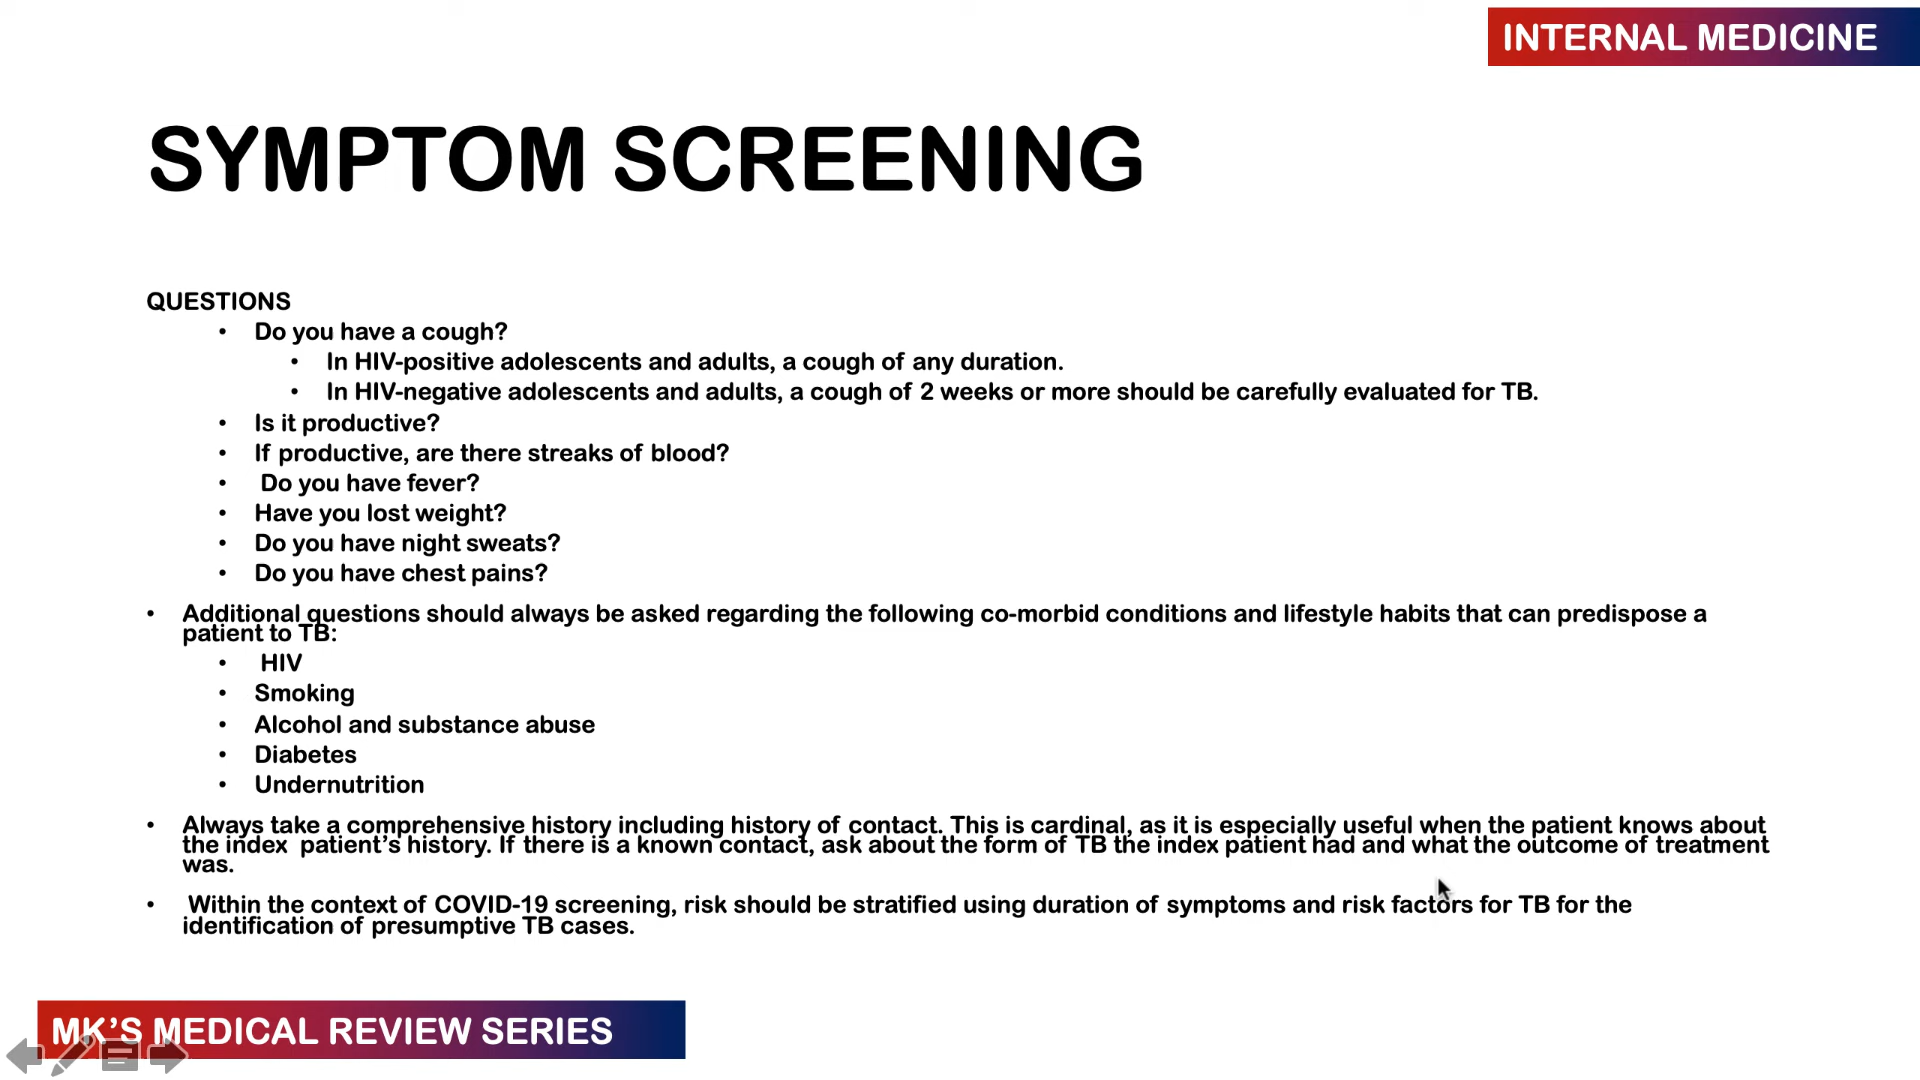 INTERNAL MEDICINE
SYMPTOM SCREENING
QUESTIONS
• Do you have a cough?
• In HIV-positive adolescents and adults, a cough of any duration.
• In HIV-negative adolescents and adults, a cough of 2 weeks or more should be carefully evaluated for TB.
• Is it productive?
• If productive, are there streaks of blood?
• Do you have fever?
• Have you lost weight?
• Do you have night sweats?
• Do you have chest pains?
• Additional questions should always be asked regarding the following co-morbid conditions and lifestyle habits that can predispose a
patient to TB:
• HIV
• Smoking
• Alcohol and substance abuse
• Diabetes
• Undernutrition
• Always take a comprehensive history including history of contact. This is cardinal, as it is especially useful when the patient knows about
the index patient’s history. If there is a known contact, ask about the form of TB the index patient had and what the outcome of treatment
was.
• Within the context of COVID-19 screening, risk should be stratified using duration of symptoms and risk factors for TB for the
identification of presumptive TB cases.
MK’S MEDICAL REVIEW SERIES